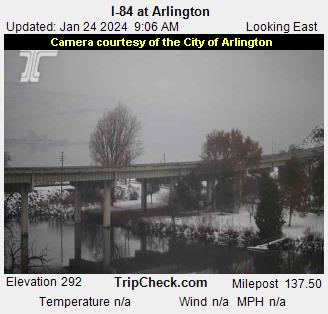 I-84 at Arlington
Updated: Jan 24 2024 9:06 AM Looking East
Camera courtesy of the City of Arlington
Elevation 292 TripCheck.com Milepost 137.50
Temperature n/a Wind n/a MPH n/a